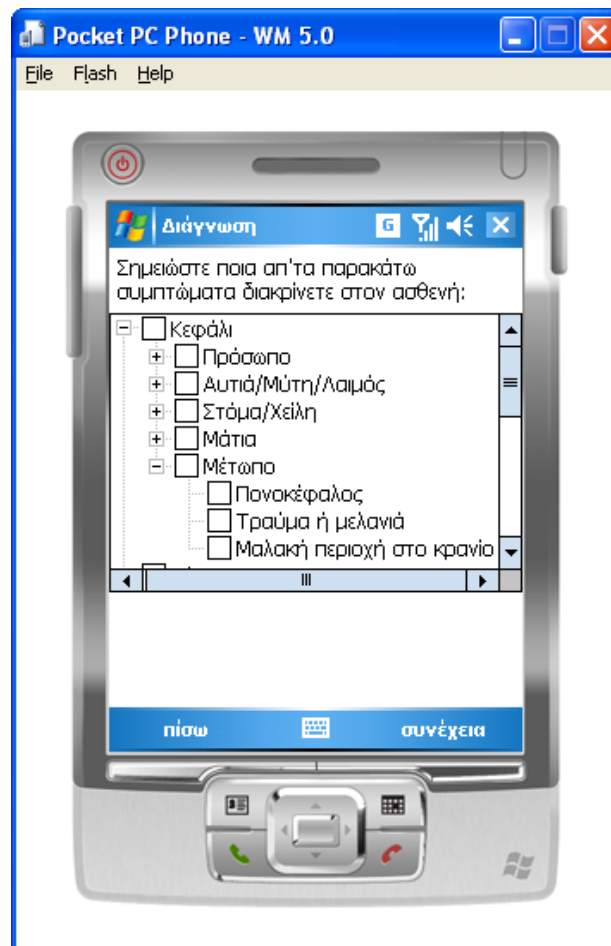 Pocket PC Phone - WM 5.0
File Flash Help
Διάγνωση
G
Σημειώστε ποια απ'τα παρακάτω
συμπτώματα διακρίνετε στον ασθενή:
Κεφάλι
Πρόσωπο
Αυτιά/Μύτη/Λαιμός
Στόμα/Χείλη
Μάτια
Μέτωπο
Πονοκέφαλος
Τραύμα ή μελανιά
Μαλακή περιοχή στο κρανίο
πίσω συνέχεια